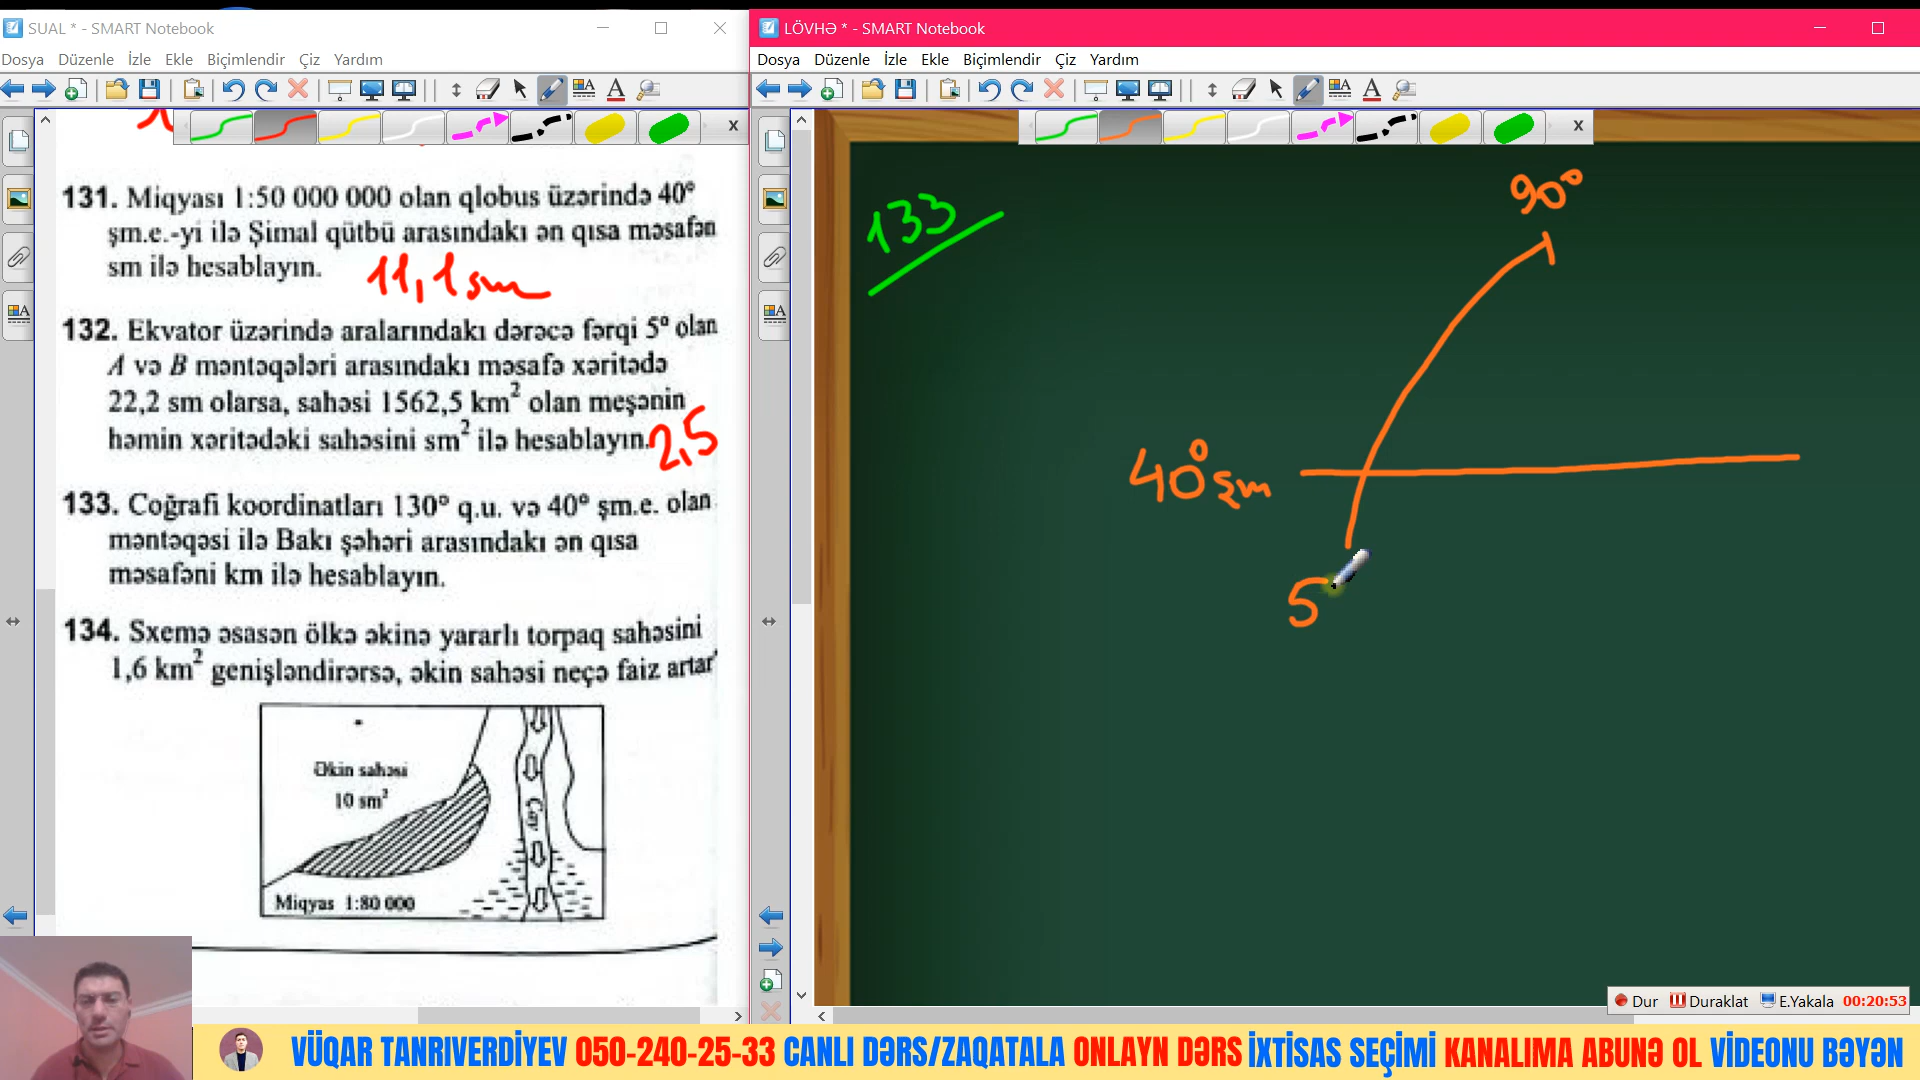 SUAL * - SMART Notebook
Dosya Düzenle İzle Ekle Biçimlendir Çiz Yardım
131. Miqyası 1:50 000 000 olan qlobus üzərində 40°
şm.e.-yi ilə Şimal qütbü arasındakı ən qısa məsafən
sm ilə hesablayın.
11,1 sm
132. Ekvator üzərində aralarındakı dərəcə fərqi 5° olan
A və B məntəqələri arasındakı məsafə xəritədə
22,2 sm olarsa, sahəsi 1562,5 km² olan meşənin
həmin xəritədəki sahəsini sm² ilə hesablayın.
2,5
133. Coğrafi koordinatları 130° q.u. və 40° şm.e. olan
məntəqəsi ilə Bakı şəhəri arasındakı ən qısa
məsafəni km ilə hesablayın.
134. Sxemə əsasən ölkə əkinə yararlı torpaq sahəsini
1,6 km² genişləndirərsə, əkin sahəsi neçə faiz artar
Əkin sahəsi
10 sm²
Çay
Miqyas 1:80 000
LÖVHƏ * - SMART Notebook
Dosya Düzenle İzle Ekle Biçimlendir Çiz Yardım
133
90°
40° şm
5
Dur Duraklat E.Yakala 00:20:53
VÜQAR TANRIVERDİYEV 050-240-25-33 CANLI DƏRS/ZAQATALA ONLAYN DƏRS İXTİSAS SEÇİMİ KANALIMA ABUNƏ OL VİDEONU BƏYƏN